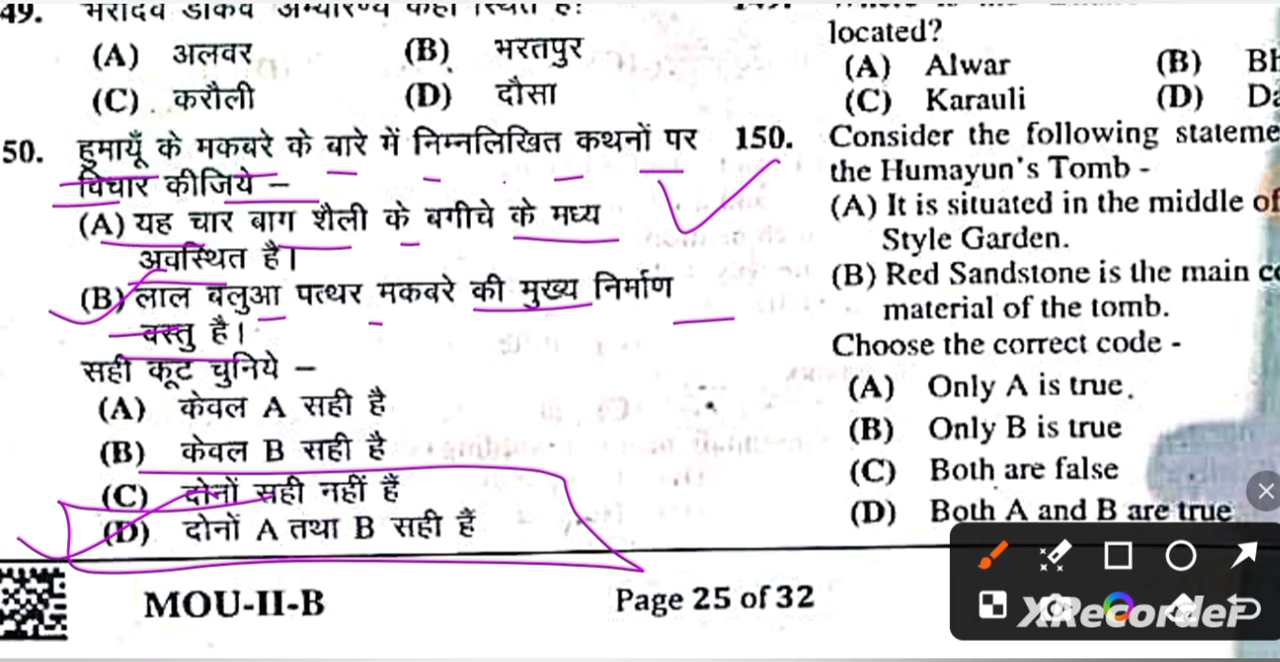 49.
(A) अलवर (B) भरतपुर
(C) करौली (D) दौसा
50. हुमायूँ के मकबरे के बारे में निम्नलिखित कथनों पर
विचार कीजिये –
(A) यह चार बाग शैली के बगीचे के मध्य
अवस्थित है।
(B) लाल बलुआ पत्थर मकबरे की मुख्य निर्माण
वस्तु है।
सही कूट चुनिये –
(A) केवल A सही है
(B) केवल B सही है
(C) दोनों सही नहीं हैं
(D) दोनों A तथा B सही हैं
located?
(A) Alwar (B)
(C) Karauli (D)
150. Consider the following
the Humayun's Tomb -
(A) It is situated in the middle of
Style Garden.
(B) Red Sandstone is the main
material of the tomb.
Choose the correct code -
(A) Only A is true.
(B) Only B is true
(C) Both are false
(D) Both A and B are true
MOU-II-B Page 25 of 32
XRecorder